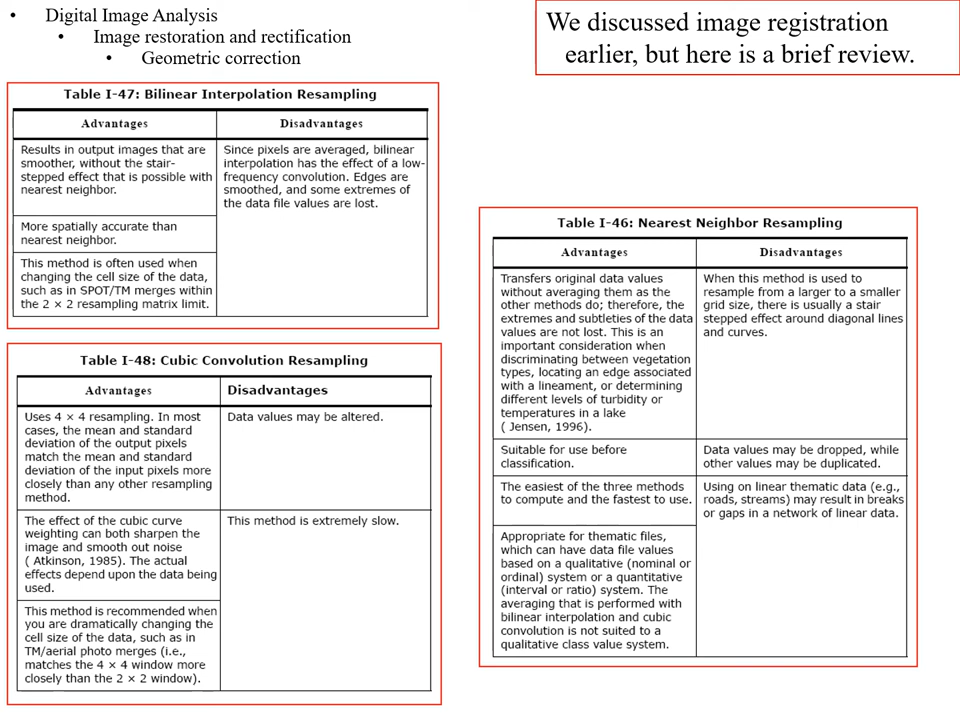 • Digital Image Analysis
• Image restoration and rectification
• Geometric correction
We discussed image registration
earlier, but here is a brief review.
Table I-47: Bilinear Interpolation Resampling
Advantages
Disadvantages
Results in output images that are
smoother, without the stair-
stepped effect that is possible with
nearest neighbor.
More spatially accurate than
nearest neighbor.
This method is often used when
changing the cell size of the data,
such as in SPOT/TM merges within
the 2 × 2 resampling matrix limit.
Since pixels are averaged, bilinear
interpolation has the effect of a low-
frequency convolution. Edges are
smoothed, and some extremes of
the data file values are lost.
Table I-48: Cubic Convolution Resampling
Advantages
Disadvantages
Uses 4 × 4 resampling. In most
cases, the mean and standard
deviation of the output pixels
match the mean and standard
deviation of the input pixels more
closely than any other resampling
method.
Data values may be altered.
The effect of the cubic curve
weighting can both sharpen the
image and smooth out noise
( Atkinson, 1985). The actual
effects depend upon the data being
used.
This method is extremely slow.
This method is recommended when
you are dramatically changing the
cell size of the data, such as in
TM/aerial photo merges (i.e.,
matches the 4 × 4 window more
closely than the 2 × 2 window).
Table I-46: Nearest Neighbor Resampling
Advantages
Disadvantages
Transfers original data values
without averaging them as the
other methods do; therefore, the
extremes and subtleties of the data
values are not lost. This is an
important consideration when
discriminating between vegetation
types, locating an edge associated
with a lineament, or determining
different levels of turbidity or
temperatures in a lake
( Jensen, 1996).
When this method is used to
resample from a larger to a smaller
grid size, there is usually a stair
stepped effect around diagonal lines
and curves.
Suitable for use before
classification.
Data values may be dropped, while
other values may be duplicated.
The easiest of the three methods
to compute and the fastest to use.
Using on linear thematic data (e.g.,
roads, streams) may result in breaks
or gaps in a network of linear data.
Appropriate for thematic files,
which can have data file values
based on a qualitative (nominal or
ordinal) system or a quantitative
(interval or ratio) system. The
averaging that is performed with
bilinear interpolation and cubic
convolution is not suited to a
qualitative class value system.